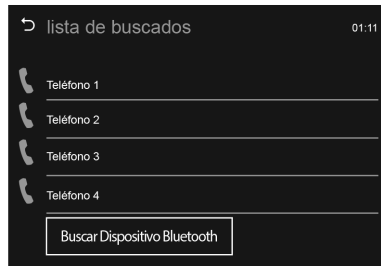 lista de buscados
01:11
Teléfono 1
Teléfono 2
Teléfono 3
Teléfono 4
Buscar Dispositivo Bluetooth